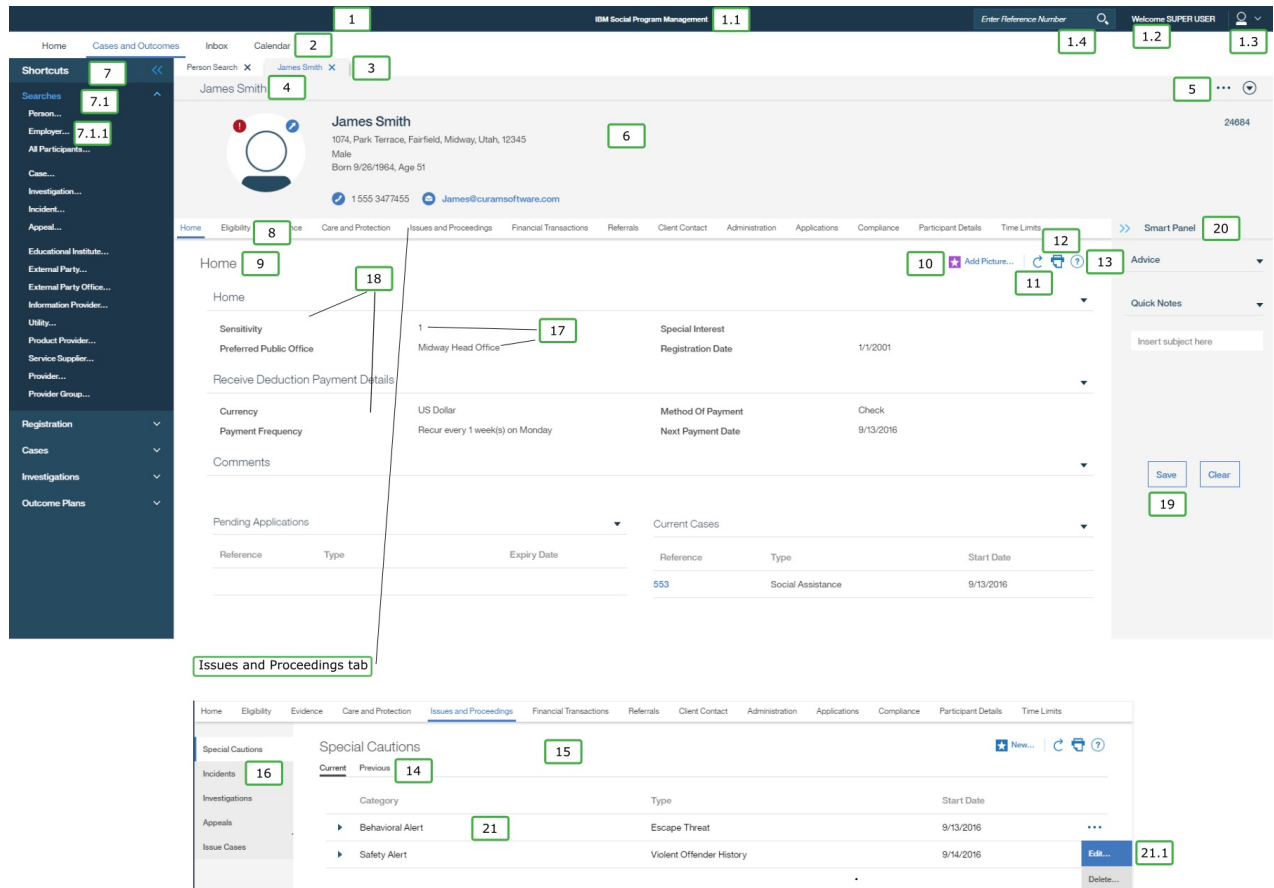 1 IBM Social Program Management 1.1 Enter Reference Number Welcome SUPER USER
1.4 1.2 1.3
Home Cases and Outcomes Inbox Calendar 2
Shortcuts 7 Person Search James Smith 3
James Smith 4 5
Searches 7.1
Person...
Employer... 7.1.1
All Participants...
Case...
Investigation...
Incident...
Appeal...
Educational Institute...
External Party...
External Party Office...
Information Provider...
Utility...
Product Provider...
Service Supplier...
Provider...
Provider Group...
Registration
Cases
Investigations
Outcome Plans
James Smith 24684
1074, Park Terrace, Fairfield, Midway, Utah, 12345 6
Male
Born 9/26/1964, Age 51
1 555 3477455 James@curamsoftware.com
Home Eligibility 8 Care and Protection Issues and Proceedings Financial Transactions Referrals Client Contact Administration Applications Compliance Participant Details Time Limits Smart Panel 20
12
Home 9 10 Add Picture... ? 13
18 11
Home
Sensitivity 1 17 Special Interest
Preferred Public Office Midway Head Office Registration Date 1/1/2001
Receive Deduction Payment Details
Currency US Dollar Method Of Payment Check
Payment Frequency Recur every 1 week(s) on Monday Next Payment Date 9/13/2016
Comments
Pending Applications Current Cases
Reference Type Expiry Date Reference Type Start Date
553 Social Assistance 9/13/2016
Advice
Quick Notes
Insert subject here
Save Clear
19
Issues and Proceedings tab
Home Eligibility Evidence Care and Protection Issues and Proceedings Financial Transactions Referrals Client Contact Administration Applications Compliance Participant Details Time Limits
Special Cautions
Incidents 16
Investigations
Appeals
Issue Cases
Special Cautions 15 New... ?
Current Previous 14
Category Type Start Date
Behavioral Alert 21 Escape Threat 9/13/2016
Safety Alert Violent Offender History 9/14/2016 Edit... 21.1
Delete...